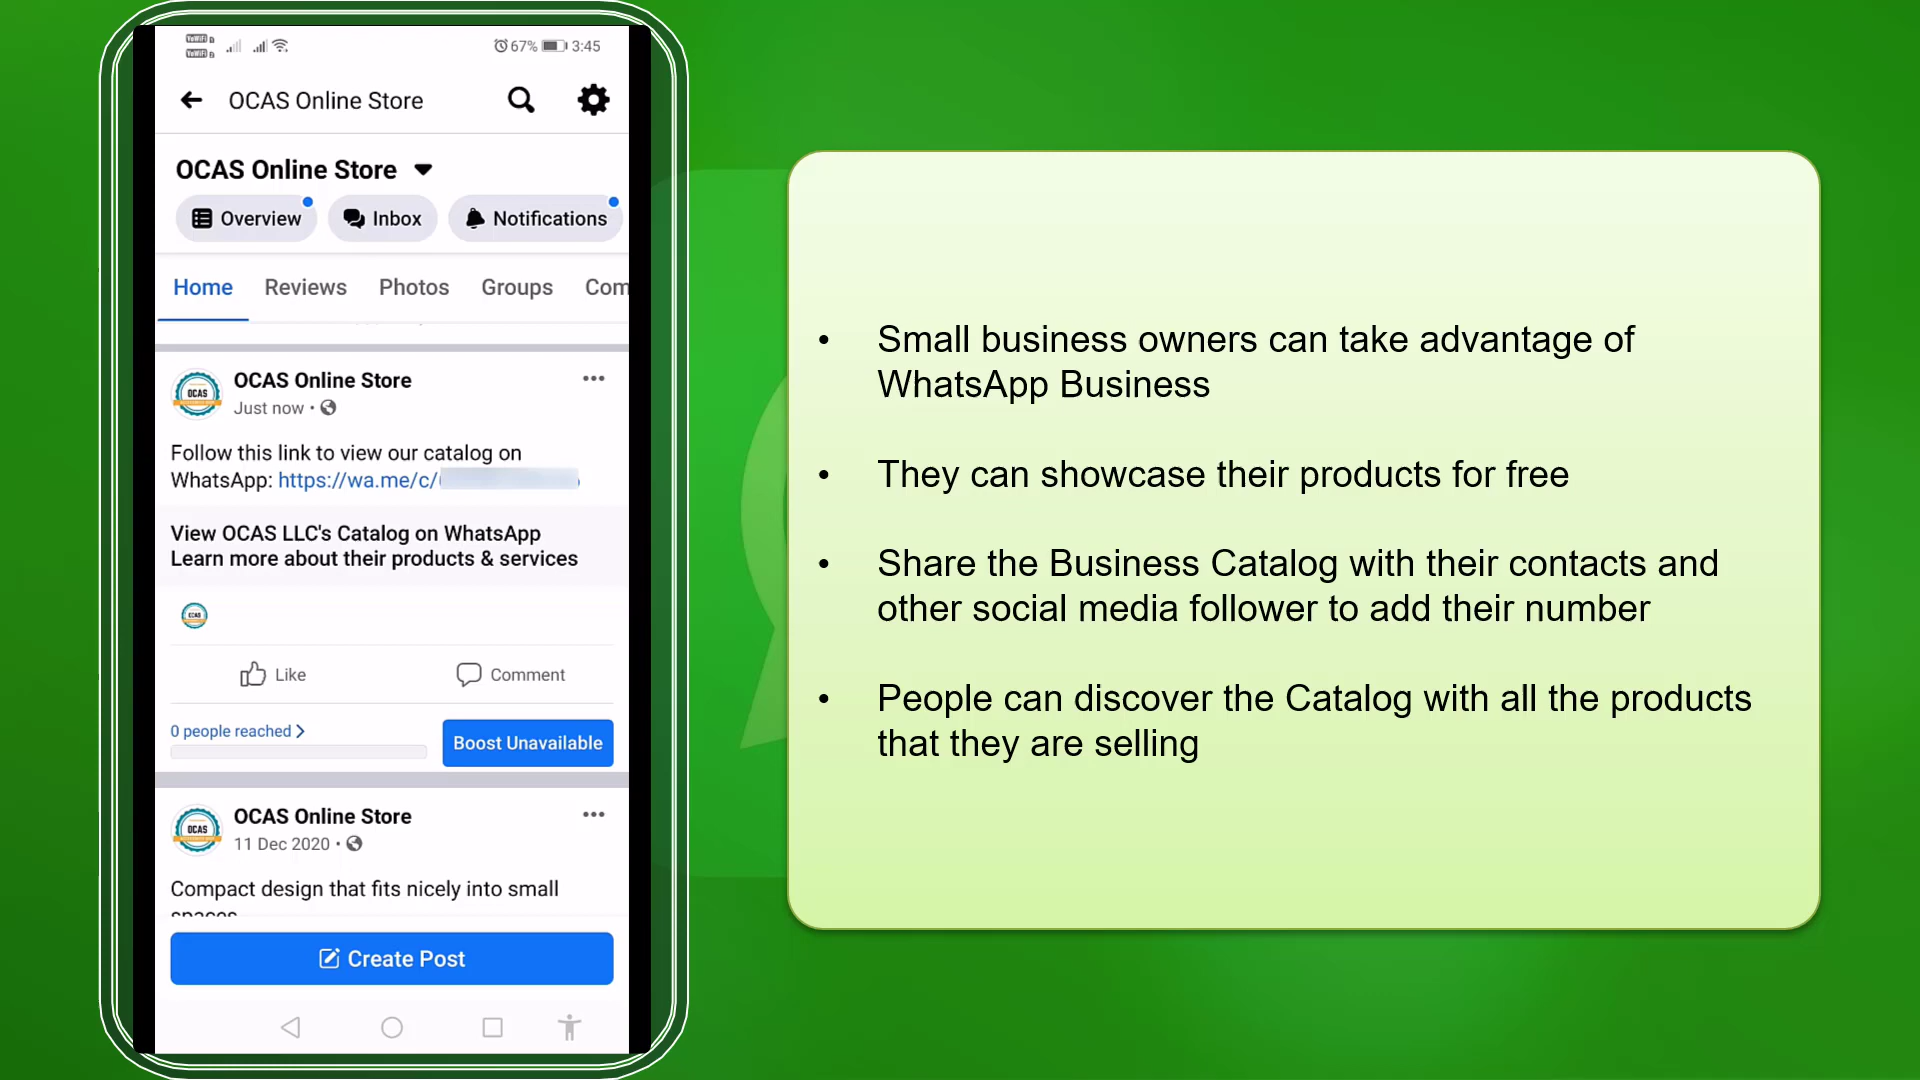 67% 3:45
OCAS Online Store
OCAS Online Store
Overview
Inbox
Notifications
Home
Reviews
Photos
Groups
Com
OCAS
OCAS Online Store
Just now
Follow this link to view our catalog on
WhatsApp: https://wa.me/c/
View OCAS LLC's Catalog on WhatsApp
Learn more about their products & services
Like
Comment
0 people reached
Boost Unavailable
OCAS
OCAS Online Store
11 Dec 2020
Compact design that fits nicely into small
spaces
Create Post
• Small business owners can take advantage of
WhatsApp Business
• They can showcase their products for free
• Share the Business Catalog with their contacts and
other social media follower to add their number
• People can discover the Catalog with all the products
that they are selling